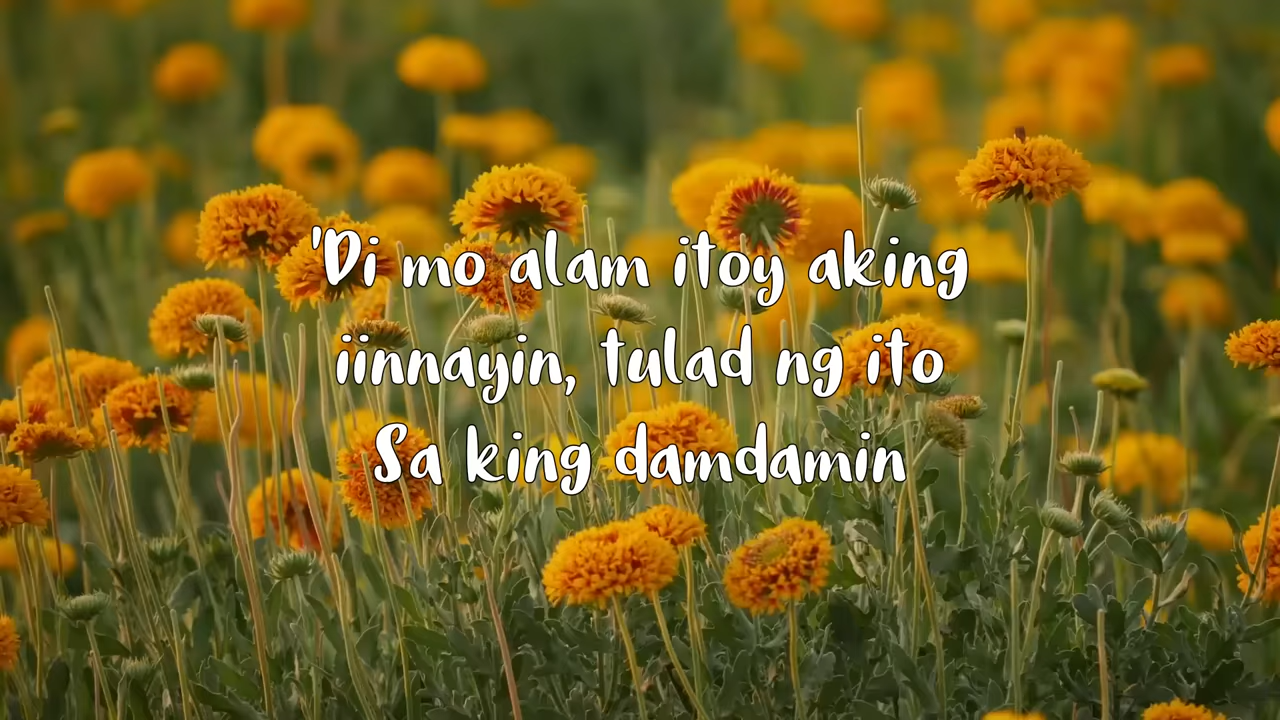 'Di mo alam itoy aking
iinnayin, tulad ng ito
Sa king damdamin